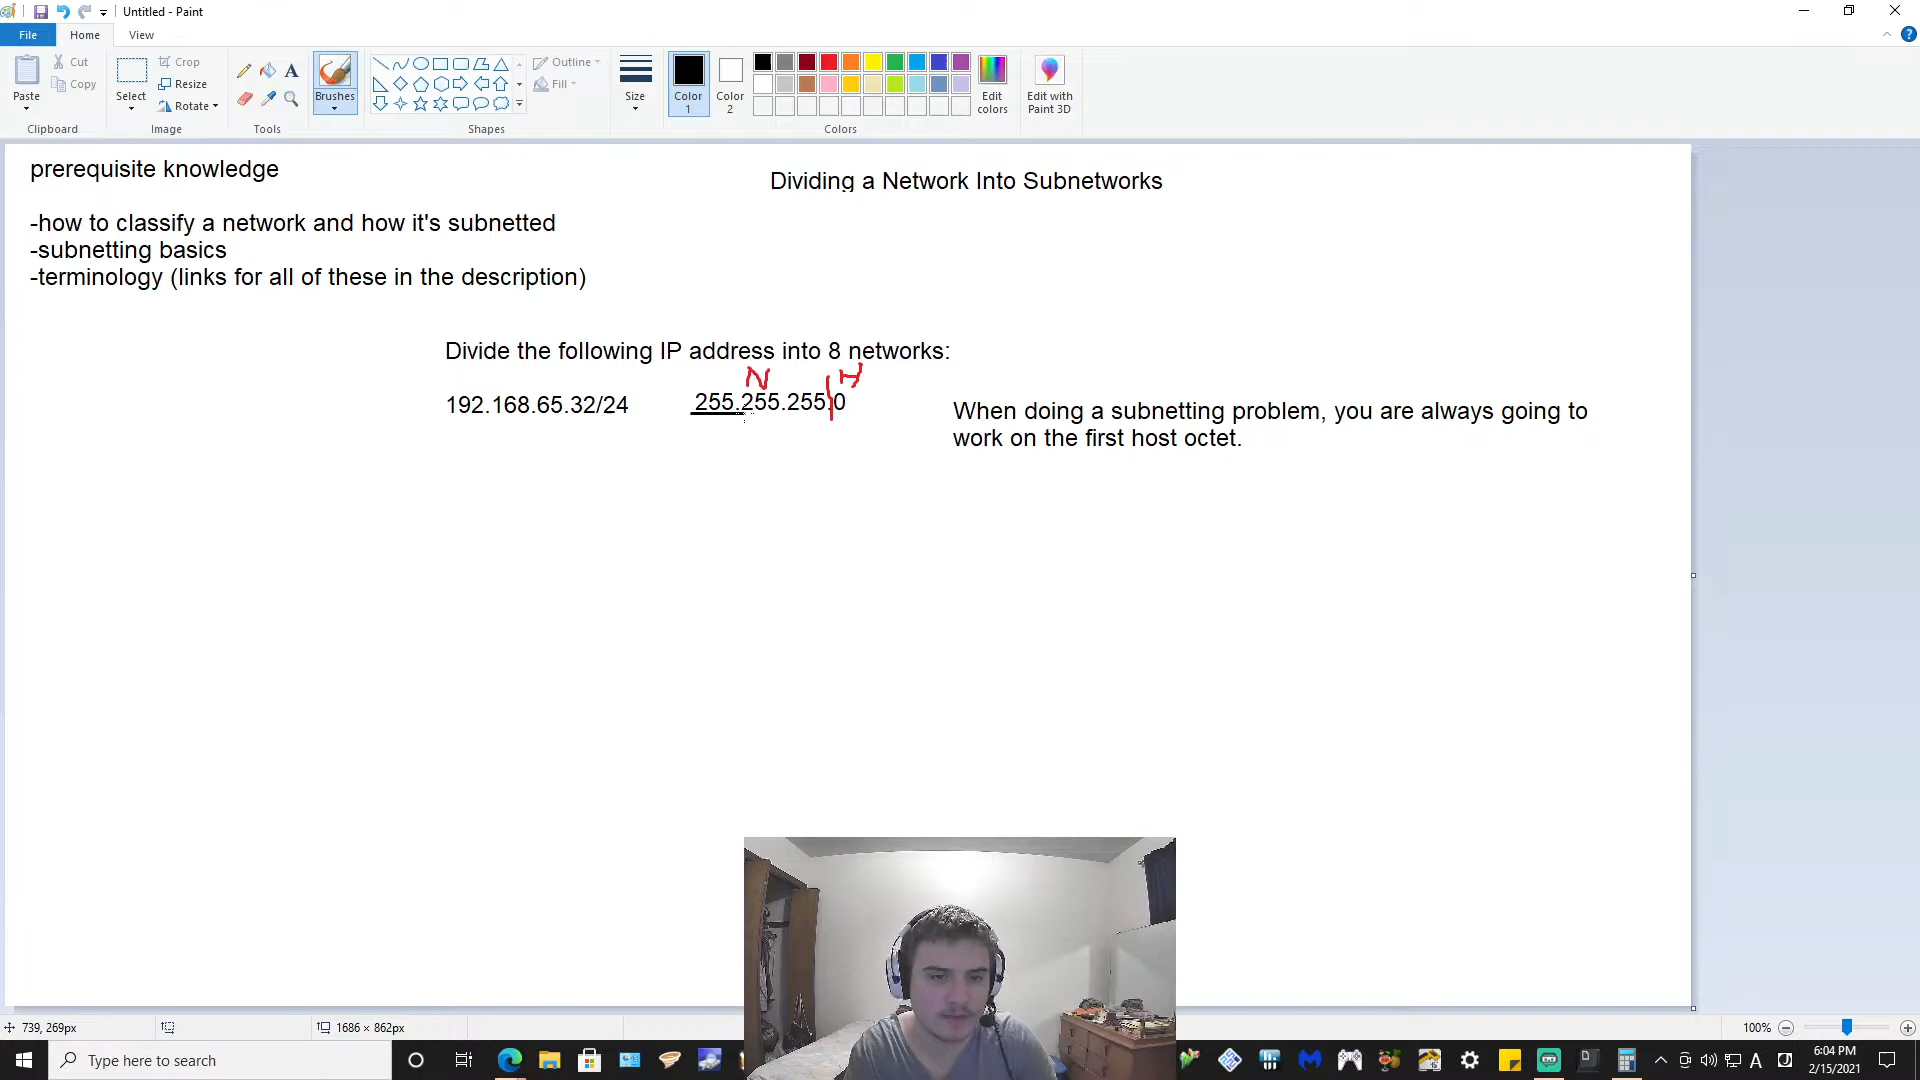 Untitled - Paint
File
Home
View
Paste
Cut
Copy
Clipboard
Select
Crop
Resize
Rotate
Image
Tools
Brushes
Outline
Fill
Shapes
Size
Color 1
Color 2
Edit colors
Colors
Edit with Paint 3D
prerequisite knowledge
Dividing a Network Into Subnetworks
-how to classify a network and how it's subnetted
-subnetting basics
-terminology (links for all of these in the description)
Divide the following IP address into 8 networks:
N H
192.168.65.32/24
255.255.255.0
When doing a subnetting problem, you are always going to
work on the first host octet.
739, 269px
1686 × 862px
100%
Type here to search
6:04 PM
2/15/2021